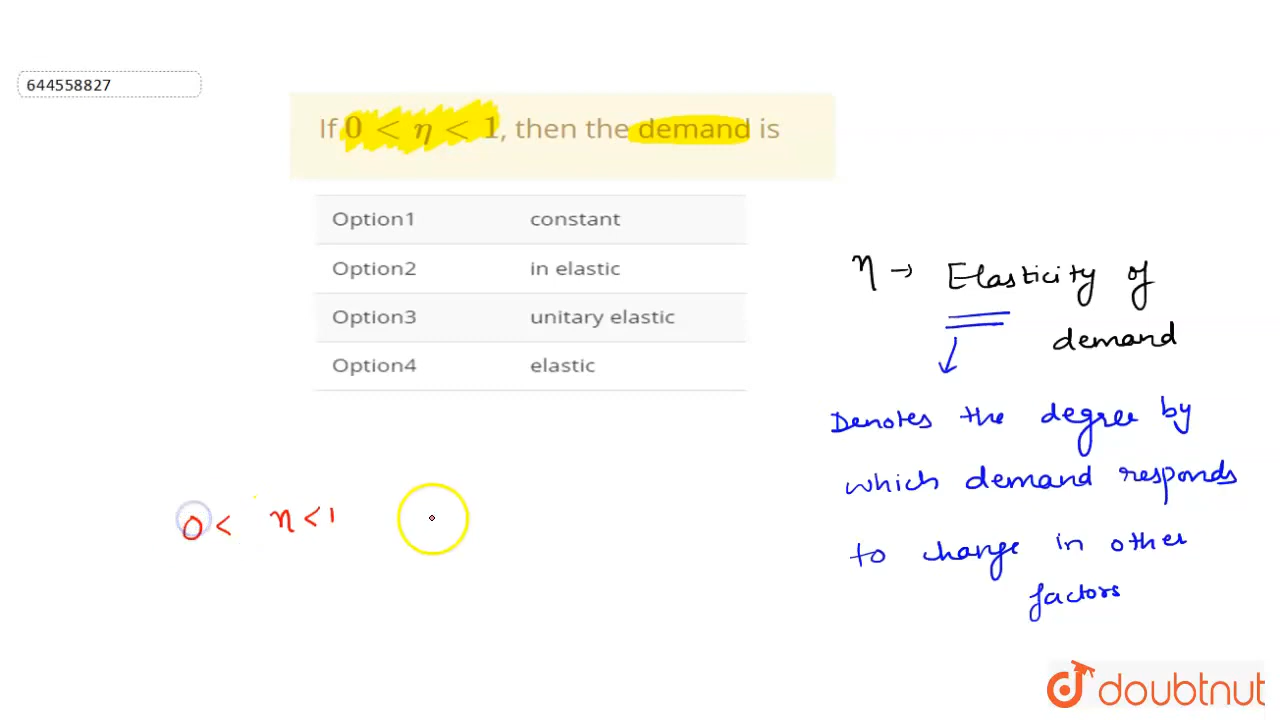 644558827
If 0 < η < 1, then the demand is
Option1 constant
Option2 in elastic
Option3 unitary elastic
Option4 elastic
η → Elasticity of
demand
Denotes the degree by
which demand responds
to change in other
factors
0 < η < 1
doubtnut